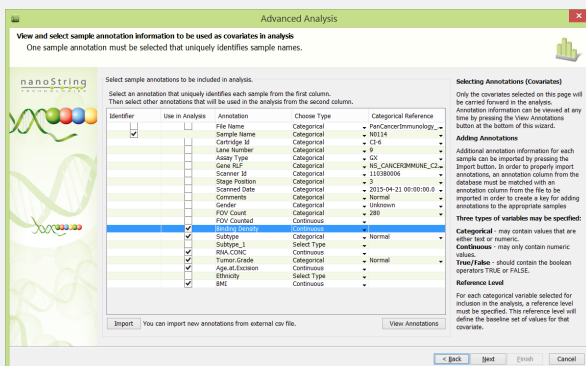 Advanced Analysis
View and select sample annotation information to be used as covariates in analysis
One sample annotation must be selected that uniquely identifies sample names.
nanoString
TECHNOLOGIES
Select sample annotations to be included in analysis.
Select an annotation that uniquely identifies each sample from the first column.
Then select other annotations that will be used in the analysis from the second column.
Identifier Use in Analysis Annotation Choose Type Categorical Reference
File Name Categorical PanCancerImmunology_...
Sample Name Categorical N0114
Cartridge Id Categorical CI-6
Lane Number Categorical 9
Assay Type Categorical GX
Gene RLF Categorical NS_CANCERIMMUNE_C2...
Scanner Id Categorical 1103B0006
Stage Position Categorical 3
Scanned Date Categorical 2015-04-21 00:00:00.0
Comments Categorical Normal
Gender Categorical Unknown
FOV Count Categorical 280
FOV Counted Continuous
Binding Density Continuous
Subtype Categorical Normal
Subtype_1 Select Type
RNA.CONC Continuous
Tumor.Grade Categorical Normal
Age.at.Excision Continuous
Ethnicity Select Type
BMI Continuous
Import You can import new annotations from external csv file. View Annotations
Selecting Annotations (Covariates)
Only the covariates selected on this page will
be carried forward in the analysis.
Annotation information can be viewed at any
time by pressing the View Annotations
button at the bottom of this wizard.
Adding Annotations
Additional annotation information for each
sample can be imported by pressing the
Import button. In order to properly import
annotations, an annotation column from the
database must be matched with an
annotation column from the file to be
imported in order to create a key for adding
annotations to the appropriate samples
Three types of variables may be specified:
Categorical - may contain values that are
either text or numeric.
Continuous - may only contain numeric
values.
True/False - should contain the boolean
operators TRUE or FALSE.
Reference Level
For each categorical variable selected for
inclusion in the analysis, a reference level
must be specified. This reference level will
define the baseline set of values for that
covariate.
< Back Next Finish Cancel